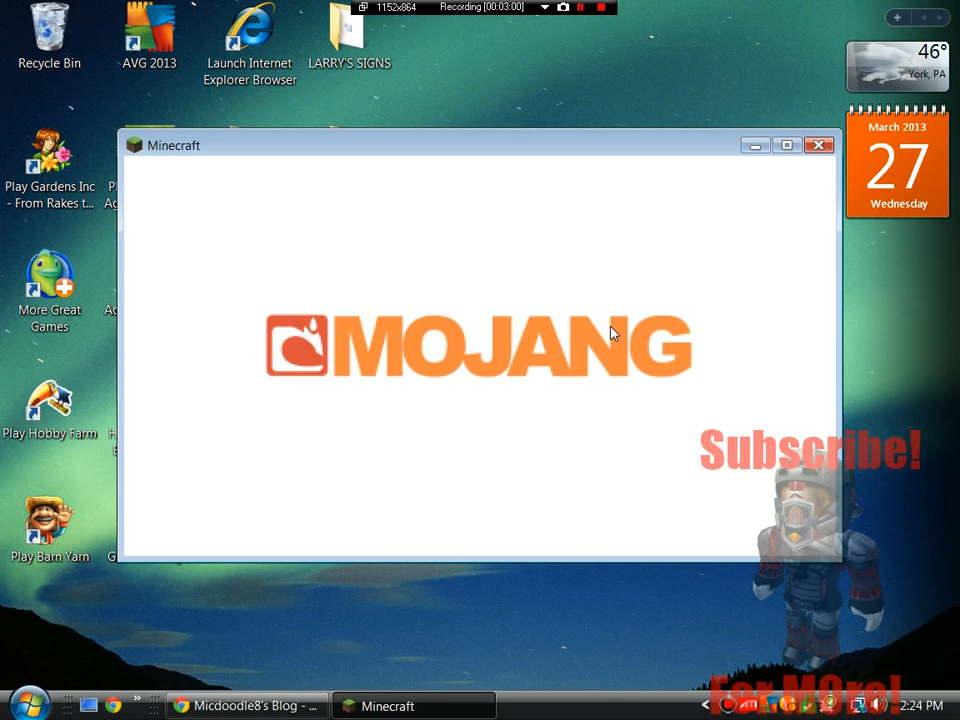 1152x864
Recording [00:03:00]
Recycle Bin
AVG 2013
Launch Internet
Explorer Browser
LARRY'S SIGNS
46°
York, PA
March 2013
27
Wednesday
Minecraft
MOJANG
Play Gardens Inc
- From Rakes t...
More Great
Games
Play Hobby Farm
Play Barn Yarn
Subscribe!
For M0re!
Micdoodle8's Blog - ...
Minecraft
2:24 PM